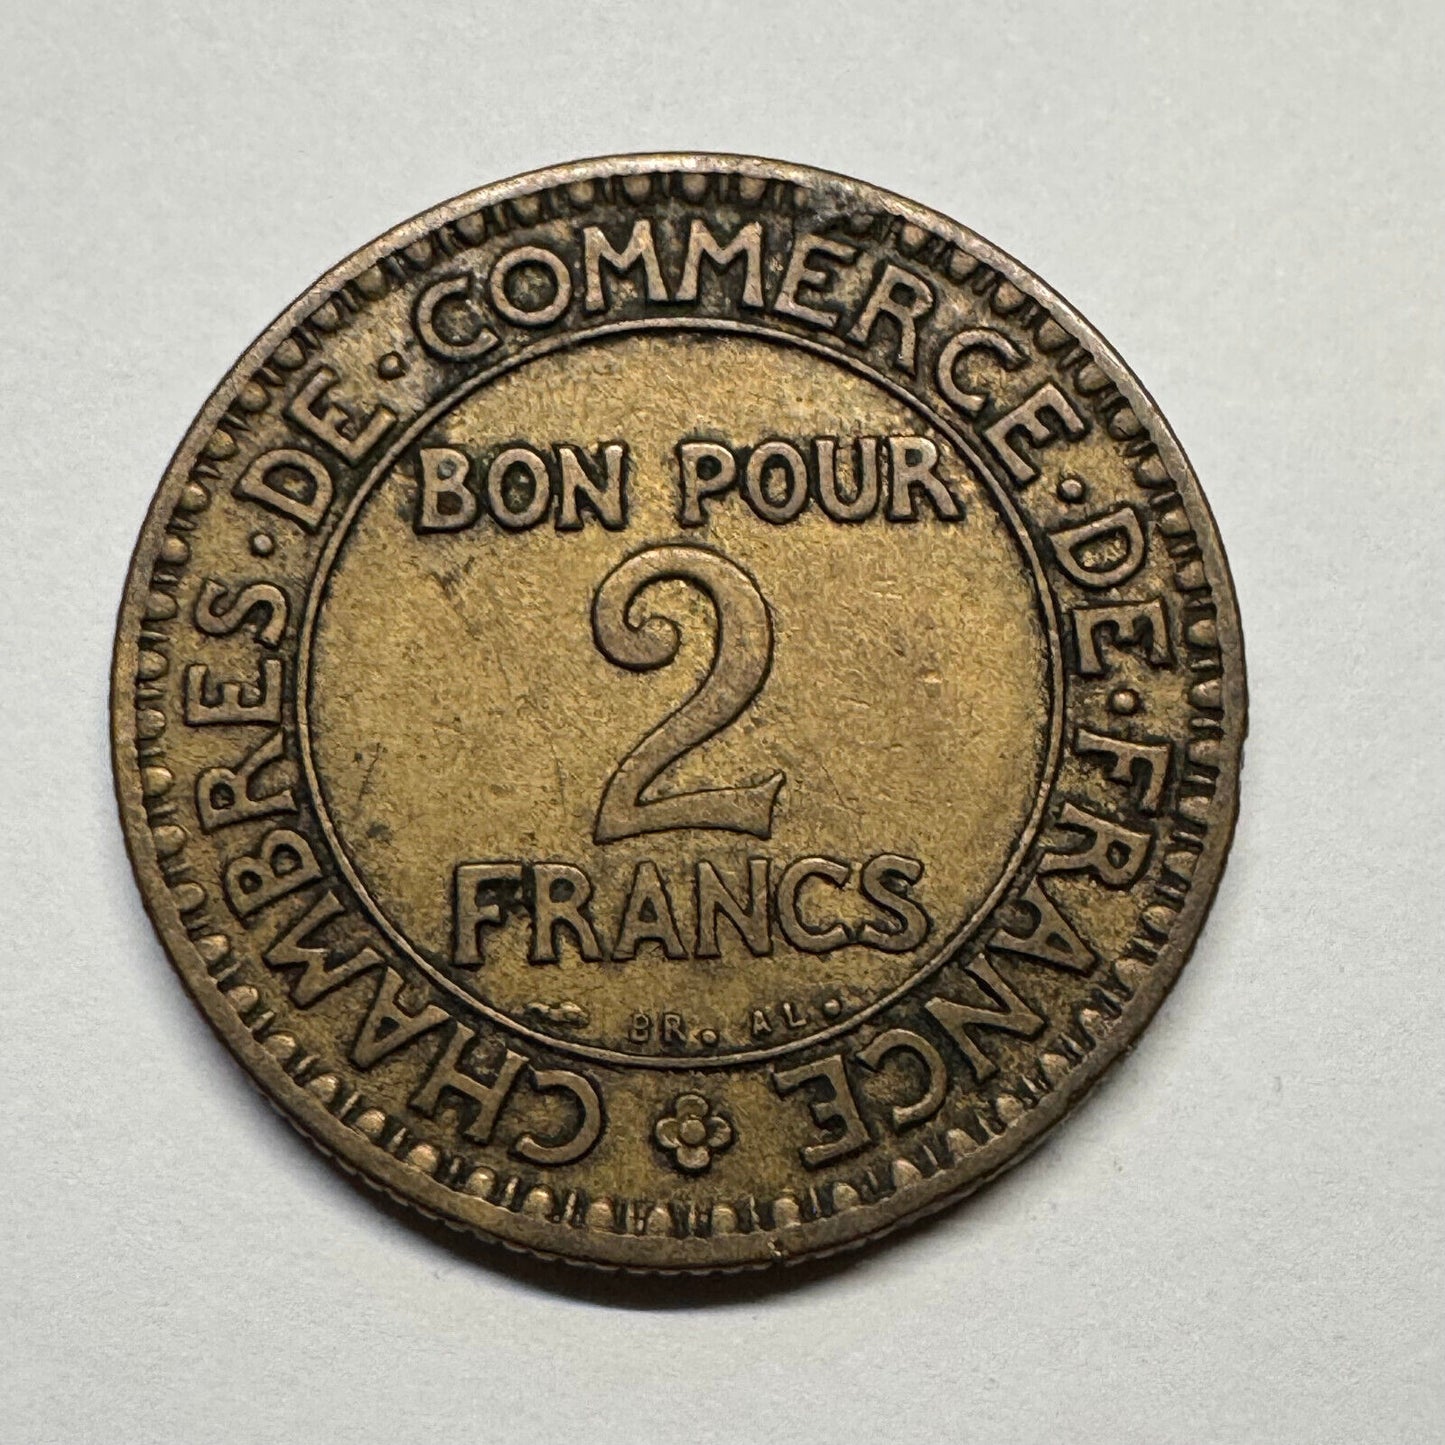 CHAMBRES · DE · COMMERCE · DE · FRANCE
BON POUR
2
FRANCS
BR. AL.